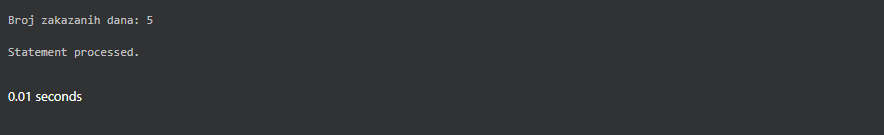 Broj zakazanih dana: 5
Statement processed.
0.01 seconds